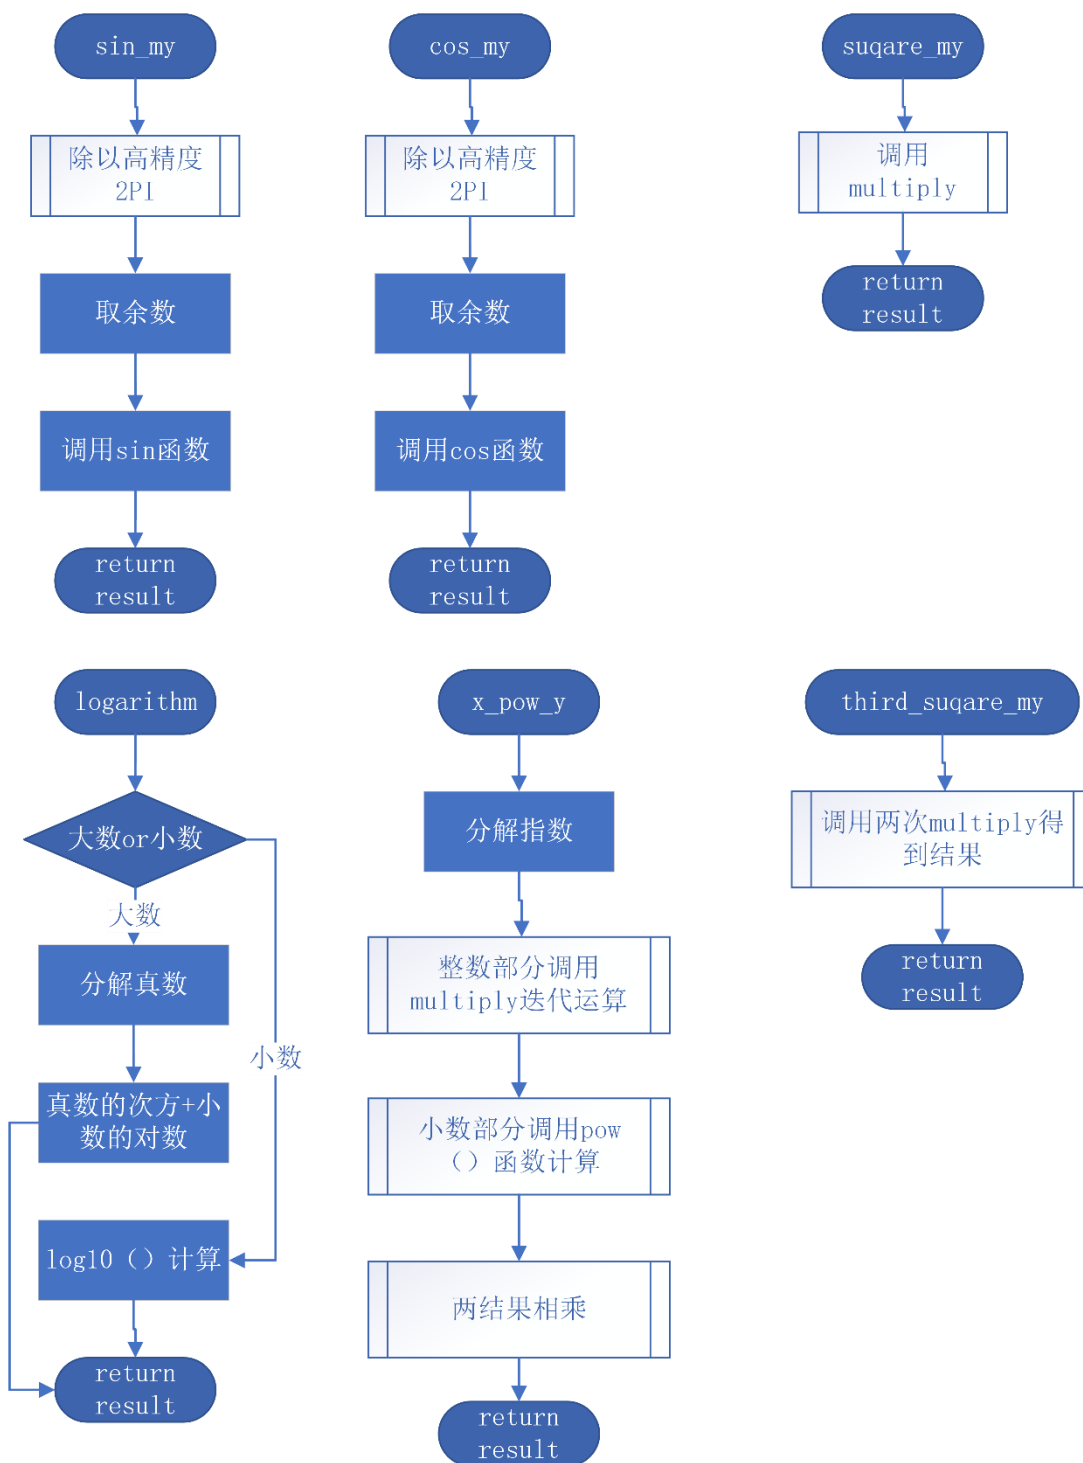 sin_my
除以高精度
2PI
取余数
调用sin函数
return
result
cos_my
除以高精度
2PI
取余数
调用cos函数
return
result
suqare_my
调用
multiply
return
result
logarithm
大数or小数
大数
分解真数
小数
真数的次方+小
数的对数
log10（）计算
return
result
x_pow_y
分解指数
整数部分调用
multiply迭代运算
小数部分调用pow
（）函数计算
两结果相乘
return
result
third_suqare_my
调用两次multiply得
到结果
return
result